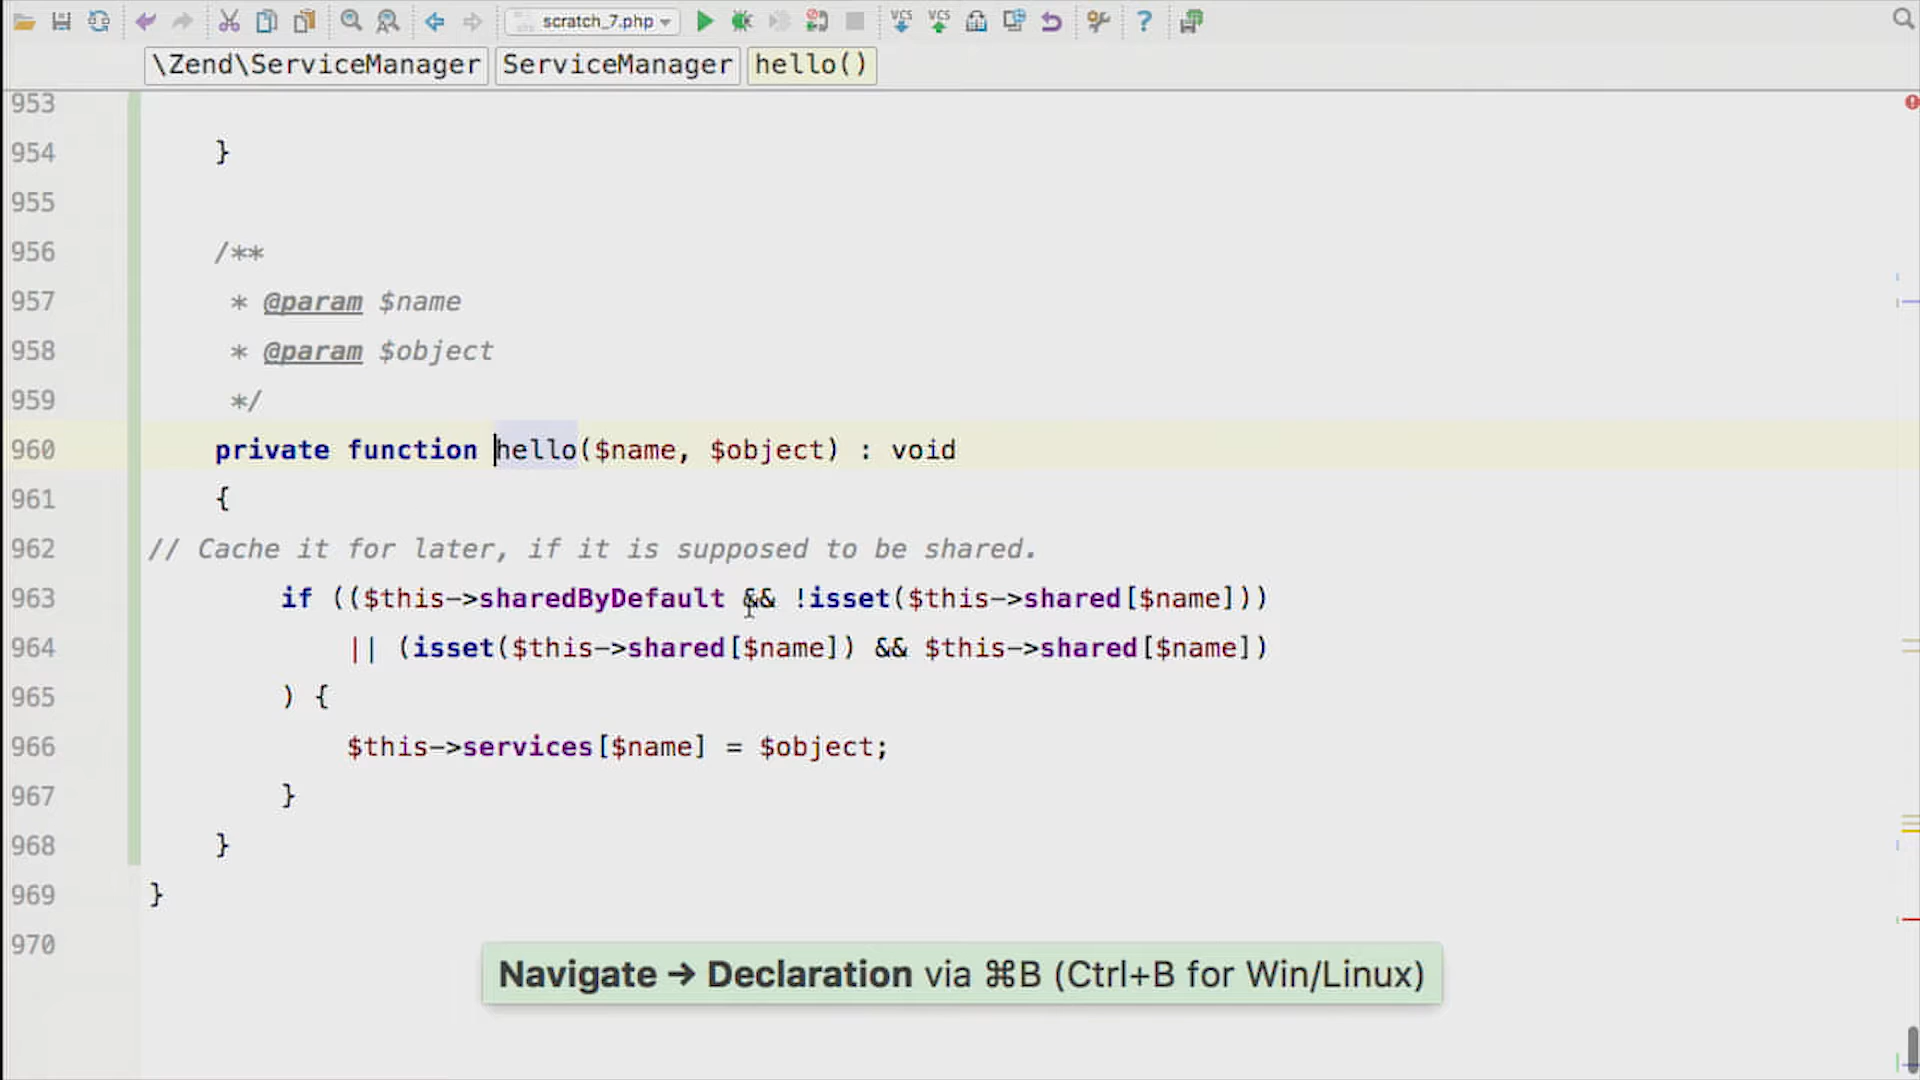 scratch_7.php
VCS VCS
\Zend\ServiceManager ServiceManager hello()
953
954 }
955
956 /**
957 * @param $name
958 * @param $object
959 */
960 private function hello($name, $object) : void
961 {
962 // Cache it for later, if it is supposed to be shared.
963 if (($this->sharedByDefault && !isset($this->shared[$name]))
964 || (isset($this->shared[$name]) && $this->shared[$name])
965 ) {
966 $this->services[$name] = $object;
967 }
968 }
969 }
970
Navigate → Declaration via ⌘B (Ctrl+B for Win/Linux)